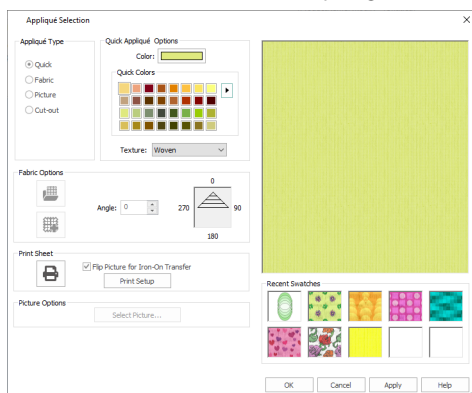 Appliqué Selection
Appliqué Type
Quick
Fabric
Picture
Cut-out
Quick Appliqué Options
Color:
Quick Colors
Texture: Woven
Fabric Options
Angle: 0
0
270
90
180
Print Sheet
Flip Picture for Iron-On Transfer
Print Setup
Picture Options
Select Picture...
Recent Swatches
OK
Cancel
Apply
Help